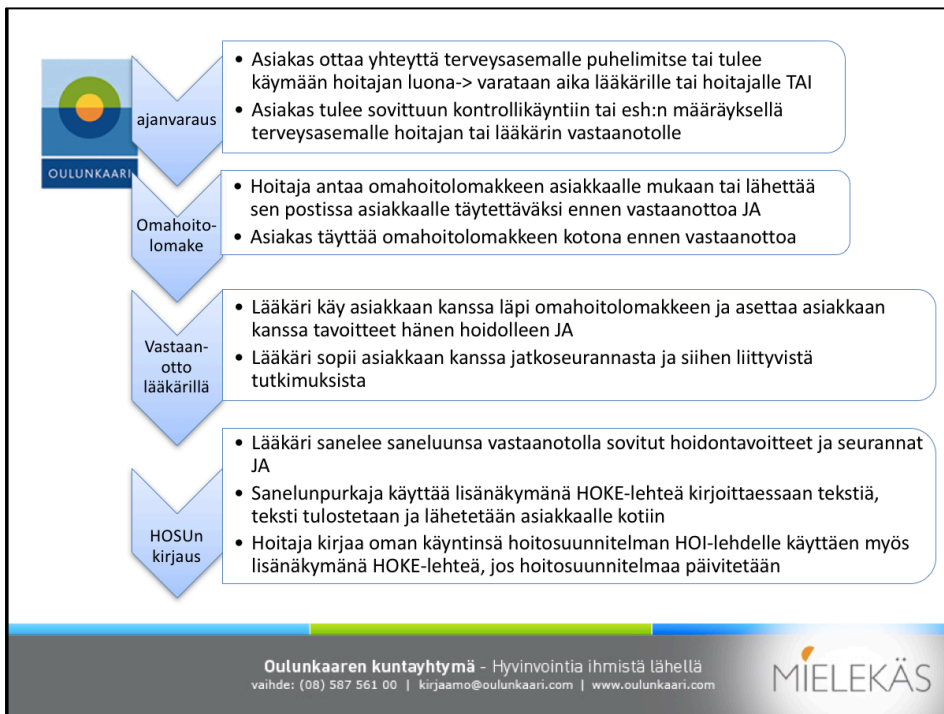 OULUNKAARI
ajanvaraus
• Asiakas ottaa yhteyttä terveysasemalle puhelimitse tai tulee
käymään hoitajan luona-> varataan aika lääkärille tai hoitajalle TAI
• Asiakas tulee sovittuun kontrollikäyntiin tai esh:n määräyksellä
terveysasemalle hoitajan tai lääkärin vastaanotolle
Omahoito-
lomake
• Hoitaja antaa omahoitolomakkeen asiakkaalle mukaan tai lähettää
sen postissa asiakkaalle täytettäväksi ennen vastaanottoa JA
• Asiakas täyttää omahoitolomakkeen kotona ennen vastaanottoa
Vastaan-
otto
lääkärillä
• Lääkäri käy asiakkaan kanssa läpi omahoitolomakkeen ja asettaa asiakkaan
kanssa tavoitteet hänen hoidolleen JA
• Lääkäri sopii asiakkaan kanssa jatkoseurannasta ja siihen liittyvistä
tutkimuksista
HOSUn
kirjaus
• Lääkäri sanelee saneluunsa vastaanotolla sovitut hoidontavoitteet ja seurannat
JA
• Sanelunpurkaja käyttää lisänäkymänä HOKE-lehteä kirjoittaessaan tekstiä,
teksti tulostetaan ja lähetetään asiakkaalle kotiin
• Hoitaja kirjaa oman käyntinsä hoitosuunnitelman HOI-lehdelle käyttäen myös
lisänäkymänä HOKE-lehteä, jos hoitosuunnitelmaa päivitetään
Oulunkaaren kuntayhtymä - Hyvinvointia ihmistä lähellä
vaihde: (08) 587 561 00 | kirjaamo@oulunkaari.com | www.oulunkaari.com
MIELEKÄS